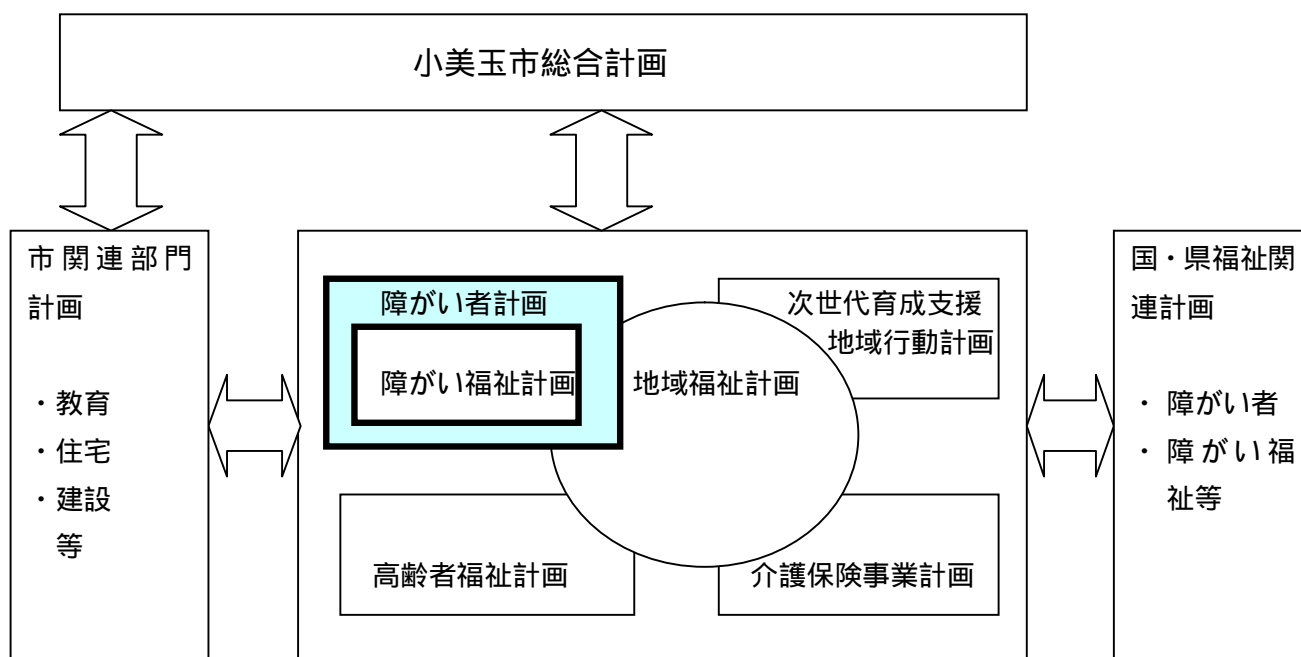 小美玉市総合計画
市関連部門
計画
・教育
・住宅
・建設
等
障がい者計画
障がい福祉計画
地域福祉計画
次世代育成支援
地域行動計画
高齢者福祉計画
介護保険事業計画
国・県福祉関
連計画
・ 障がい者
・ 障がい福
祉等